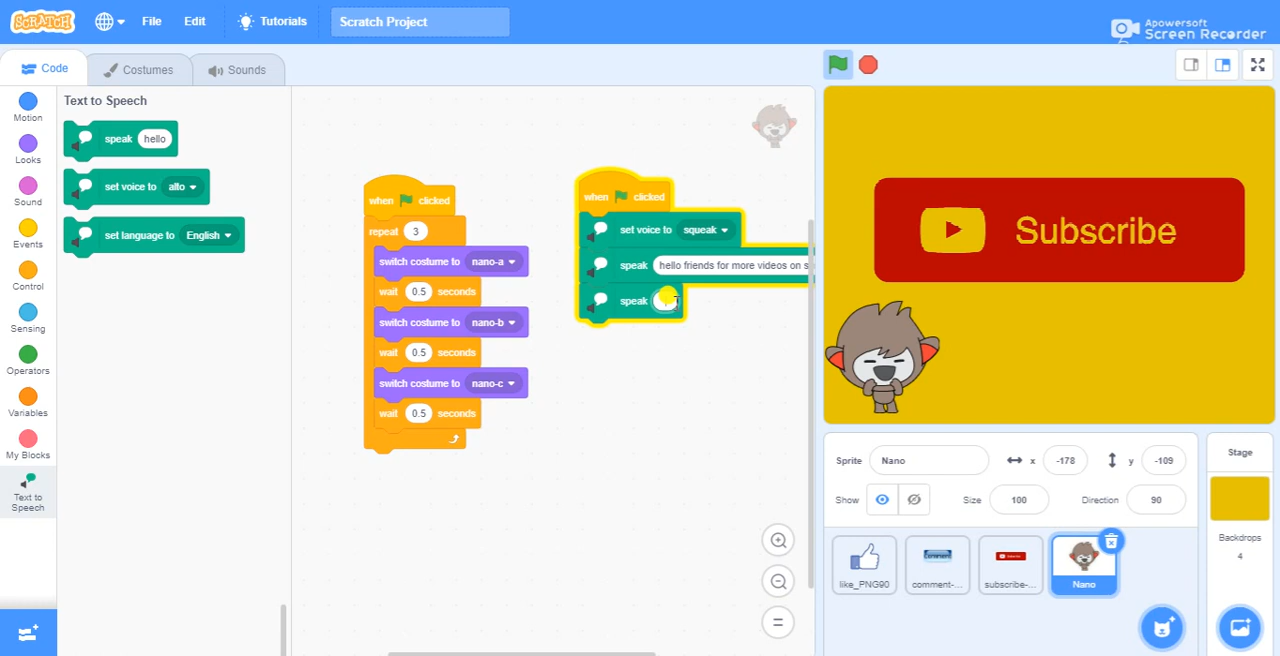 SCRATCH
File
Edit
Tutorials
Scratch Project
Apowersoft
Screen Recorder
Code
Costumes
Sounds
Motion
Looks
Sound
Events
Control
Sensing
Operators
Variables
My Blocks
Text to
Speech
Text to Speech
speak hello
set voice to alto
set language to English
when clicked
repeat 3
switch costume to nano-a
wait 0.5 seconds
switch costume to nano-b
wait 0.5 seconds
switch costume to nano-c
wait 0.5 seconds
when clicked
set voice to squeak
speak hello friends for more videos on s
speak
Subscribe
Sprite Nano
x -178
y -109
Show
Size 100
Direction 90
like_PNG90
comment-...
subscribe-...
Nano
Stage
Backdrops
4